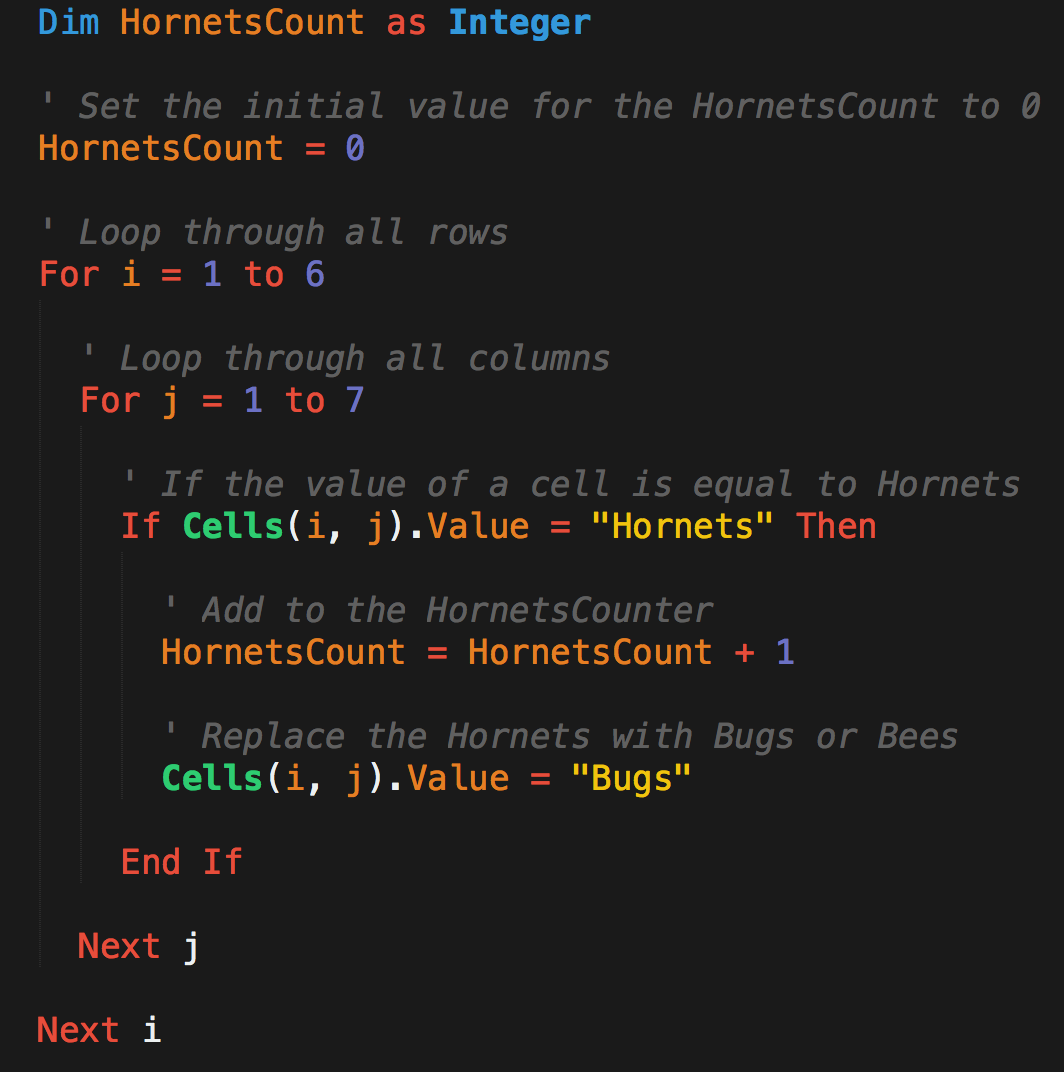 Dim HornetsCount as Integer
' Set the initial value for the HornetsCount to 0
HornetsCount = 0
' Loop through all rows
For i = 1 to 6
' Loop through all columns
For j = 1 to 7
' If the value of a cell is equal to Hornets
If Cells(i, j).Value = "Hornets" Then
' Add to the HornetsCounter
HornetsCount = HornetsCount + 1
' Replace the Hornets with Bugs or Bees
Cells(i, j).Value = "Bugs"
End If
Next j
Next i